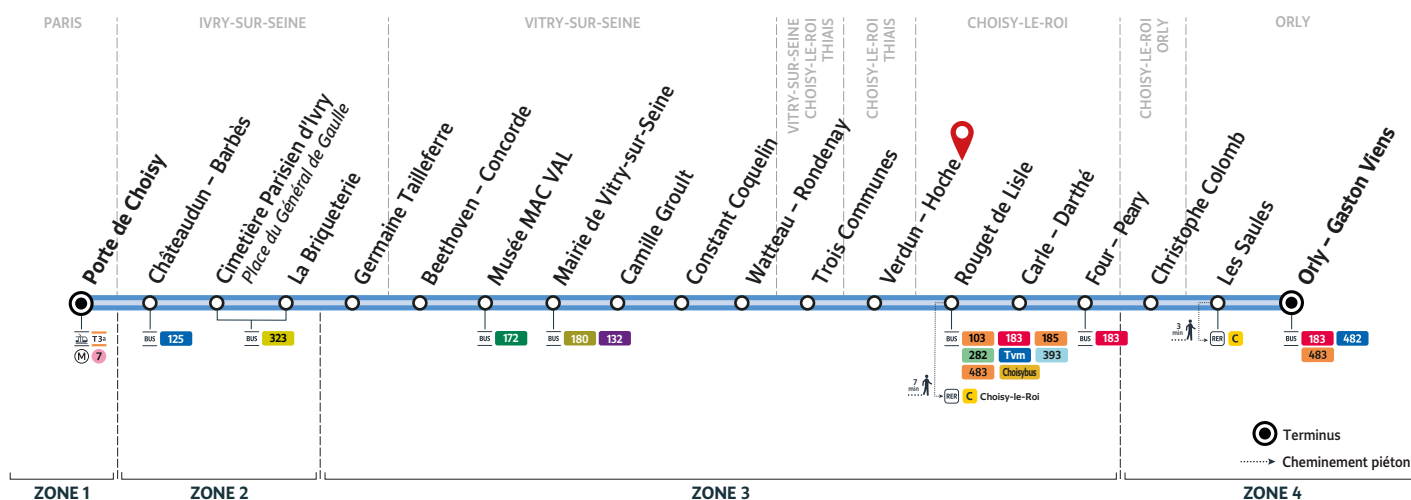 PARIS
IVRY-SUR-SEINE
VITRY-SUR-SEINE
VITRY-SUR-SEINE
CHOISY-LE-ROI
THIAIS
CHOISY-LE-ROI
THIAIS
CHOISY-LE-ROI
CHOISY-LE-ROI
ORLY
ORLY
Porte de Choisy
Châteaudun – Barbès
Cimetière Parisien d'Ivry
Place du Général de Gaulle
La Briqueterie
Germaine Tailleferre
Beethoven – Concorde
Musée MAC VAL
Mairie de Vitry-sur-Seine
Camille Groult
Constant Coquelin
Watteau – Rondenay
Trois Communes
Verdun – Hoche
Rouget de Lisle
Carle – Darthé
Four – Peary
Christophe Colomb
Les Saules
Orly – Gaston Viens
T3a
M 7
BUS 125
BUS 323
BUS 172
BUS 180 132
BUS 103 183 185
282 Tvm 393
483 Choisybus
7
min
RER C Choisy-le-Roi
BUS 183
3
min
RER C
BUS 183 482
483
Terminus
Cheminement piéton
ZONE 1
ZONE 2
ZONE 3
ZONE 4